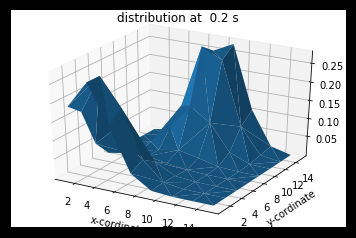 distribution at  0.2 s
0.25
0.20
0.15
0.10
0.05
2 4 6 8 10 12 14
x-cordinate
2 4 6 8 10 12 14
y-cordinate